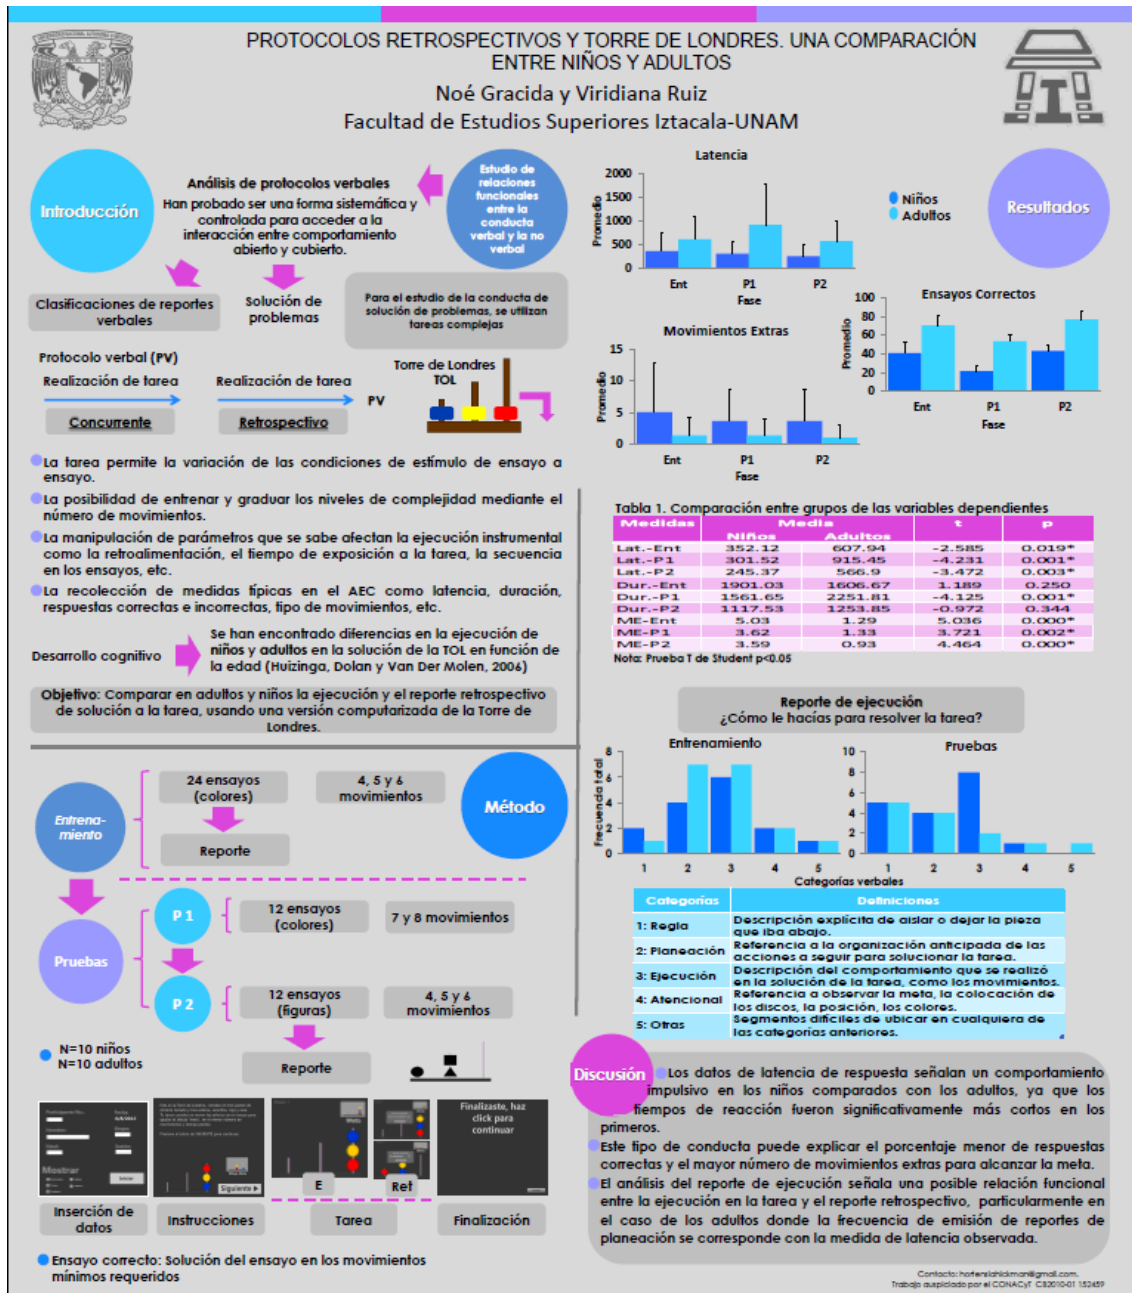 PROTOCOLOS RETROSPECTIVOS Y TORRE DE LONDRES. UNA COMPARACIÓN
ENTRE NIÑOS Y ADULTOS
Noé Gracida y Viridiana Ruiz
Facultad de Estudios Superiores Iztacala-UNAM
Introducción
Análisis de protocolos verbales
Han probado ser una forma sistemática y
controlada para acceder a la
interacción entre comportamiento
abierto y cubierto.
Estudio de
relaciones
funcionales
entre la
conducta
verbal y la no
verbal
Clasificaciones de reportes
verbales
Solución de
problemas
Para el estudio de la conducta de
solución de problemas, se utilizan
tareas complejas
Protocolo verbal (PV)
Realización de tarea
Concurrente
Realización de tarea
PV
Retrospectivo
Torre de Londres
TOL
La tarea permite la variación de las condiciones de estímulo de ensayo a
ensayo.
La posibilidad de entrenar y graduar los niveles de complejidad mediante el
número de movimientos.
La manipulación de parámetros que se sabe afectan la ejecución instrumental
como la retroalimentación, el tiempo de exposición a la tarea, la secuencia
en los ensayos, etc.
La recolección de medidas típicas en el AEC como latencia, duración,
respuestas correctas e incorrectas, tipo de movimientos, etc.
Desarrollo cognitivo
Se han encontrado diferencias en la ejecución de
niños y adultos en la solución de la TOL en función de
la edad (Huizinga, Dolan y Van Der Molen, 2006)
Objetivo: Comparar en adultos y niños la ejecución y el reporte retrospectivo
de solución a la tarea, usando una versión computarizada de la Torre de
Londres.
Método
Entrena-
miento
24 ensayos
(colores)
4, 5 y 6
movimientos
Reporte
Pruebas
P 1
12 ensayos
(colores)
7 y 8 movimientos
P 2
12 ensayos
(figuras)
4, 5 y 6
movimientos
Reporte
N=10 niños
N=10 adultos
Mostrar
Iniciar
Siguiente
Meta
E
Ret
Finalizaste, haz
click para
continuar
Inserción de
datos
Instrucciones
Tarea
Finalización
Ensayo correcto: Solución del ensayo en los movimientos
mínimos requeridos
Resultados
Latencia
Promedio
2000
1500
1000
500
0
Ent P1 P2
Fase
Niños
Adultos
Ensayos Correctos
Promedio
100
80
60
40
20
0
Ent P1 P2
Fase
Movimientos Extras
Promedio
15
10
5
0
Ent P1 P2
Fase
Tabla 1. Comparación entre grupos de las variables dependientes
Medidas Media t p
Niños Adultos
Lat.-Ent 352.12 607.94 -2.585 0.019*
Lat.-P1 301.52 915.45 -4.231 0.001*
Lat.-P2 245.37 566.9 -3.472 0.003*
Dur.-Ent 1901.03 1606.67 1.189 0.250
Dur.-P1 1561.65 2251.81 -4.125 0.001*
Dur.-P2 1117.53 1253.85 -0.972 0.344
ME-Ent 5.03 1.29 5.036 0.000*
ME-P1 3.62 1.33 3.721 0.002*
ME-P2 3.59 0.93 4.464 0.000*
Nota: Prueba T de Student p<0.05
Reporte de ejecución
¿Cómo le hacías para resolver la tarea?
Entrenamiento
Frecuencia total
8
6
4
2
0
1 2 3 4 5
Pruebas
10
8
6
4
2
0
1 2 3 4 5
Categorías verbales
Categorías Definiciones
1: Regla Descripción explícita de aislar o dejar la pieza
que iba abajo.
2: Planeación Referencia a la organización anticipada de las
acciones a seguir para solucionar la tarea.
3: Ejecución Descripción del comportamiento que se realizó
en la solución de la tarea, como los movimientos.
4: Atencional Referencia a observar la meta, la colocación de
los discos, la posición, los colores.
5: Otras Segmentos difíciles de ubicar en cualquiera de
las categorías anteriores.
Discusión
Los datos de latencia de respuesta señalan un comportamiento
impulsivo en los niños comparados con los adultos, ya que los
tiempos de reacción fueron significativamente más cortos en los
primeros.
Este tipo de conducta puede explicar el porcentaje menor de respuestas
correctas y el mayor número de movimientos extras para alcanzar la meta.
El análisis del reporte de ejecución señala una posible relación funcional
entre la ejecución en la tarea y el reporte retrospectivo, particularmente en
el caso de los adultos donde la frecuencia de emisión de reportes de
planeación se corresponde con la medida de latencia observada.
Contacto: hortensiahickman@gmail.com.
Trabajo auspiciado por el CONACyT CB2010-01 152459